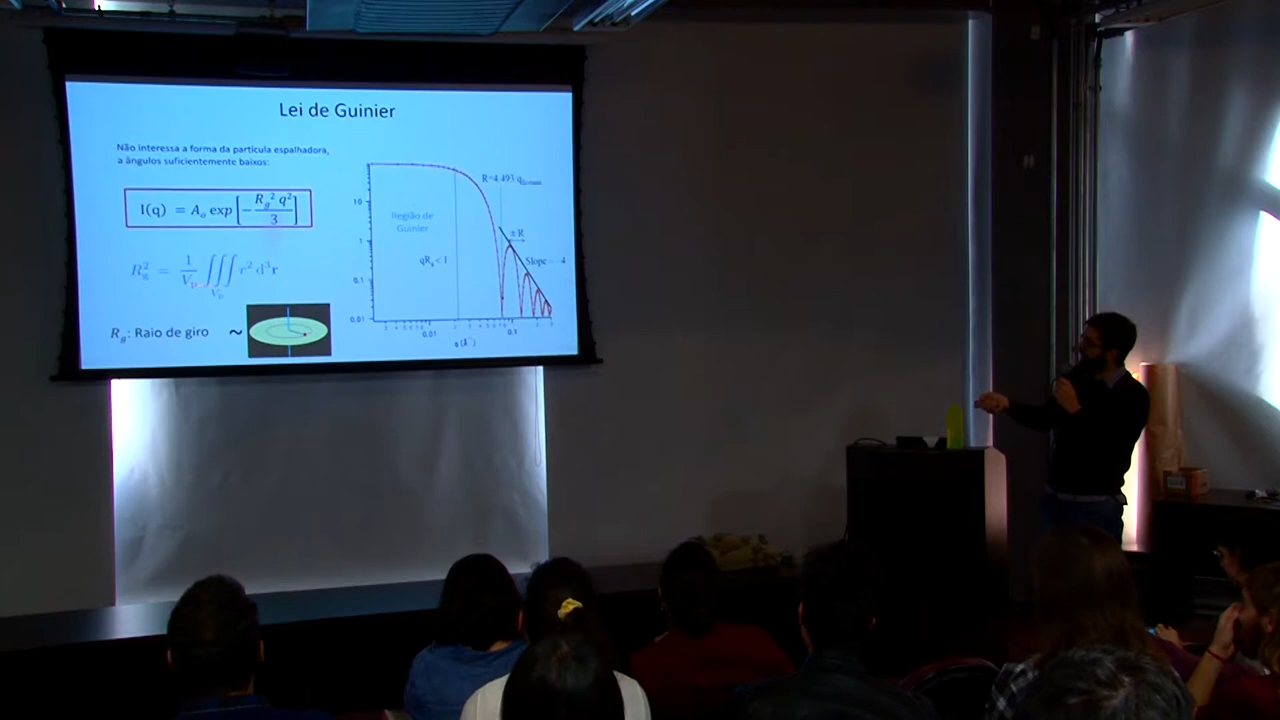 Lei de Guinier
Não interessa a forma da partícula espalhadora,
a ângulos suficientemente baixos:
I(q) = A₀ exp[-R_g² q²/3]
R_g² = 1/V_p ∭_{V_p} r² d³r
R_g: Raio de giro ~
Região de
Guinier
qR_g<1
R=4.493
± R
Slope = -4
10
1
0.1
0.01
0.01
0.1
q (Å⁻¹)